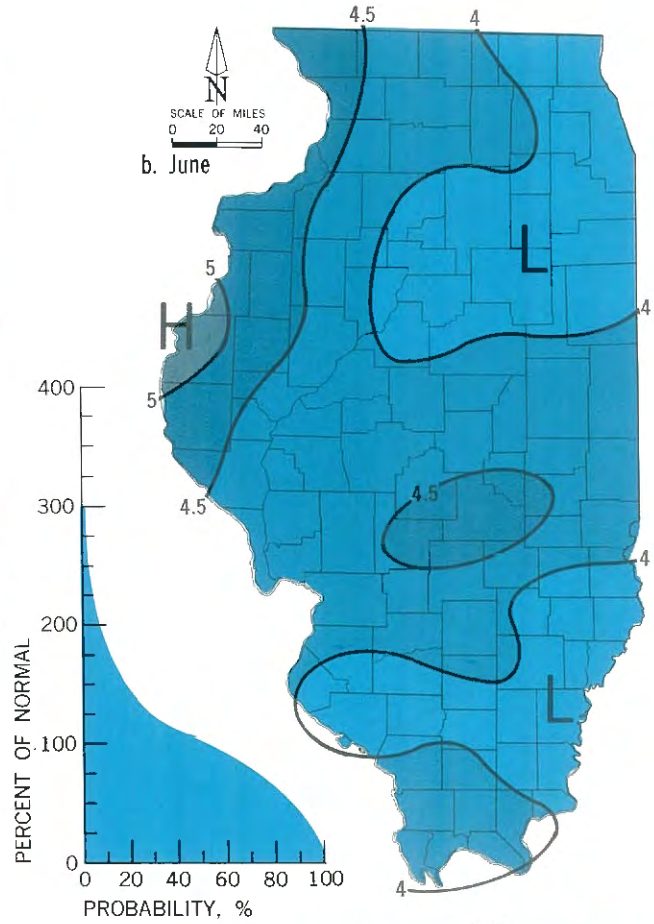 4.5
4
N
SCALE OF MILES
0 20 40
b. June
L
5
H
4
400
5
4.5
4.5
300
4
200
L
100
0
PERCENT OF NORMAL
4
0 20 40 60 80 100
PROBABILITY, %